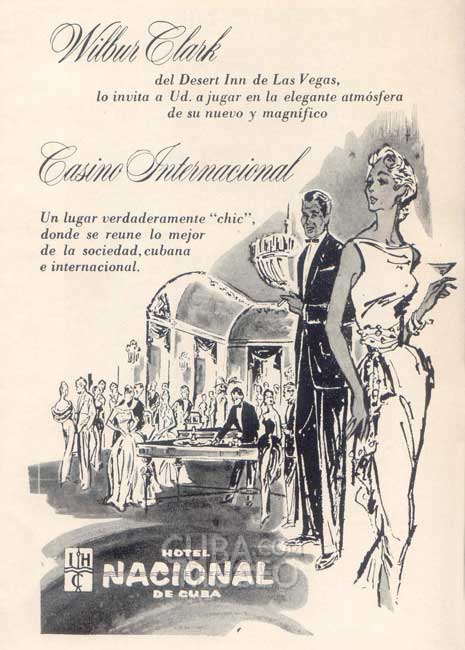 Wilbur Clark
del Desert Inn de Las Vegas,
lo invita a Ud. a jugar en la elegante atmósfera
de su nuevo y magnífico
Casino Internacional
Un lugar verdaderamente "chic",
donde se reune lo mejor
de la sociedad, cubana
e internacional.
CUBA.com
HOTEL
NACIONAL
DE CUBA